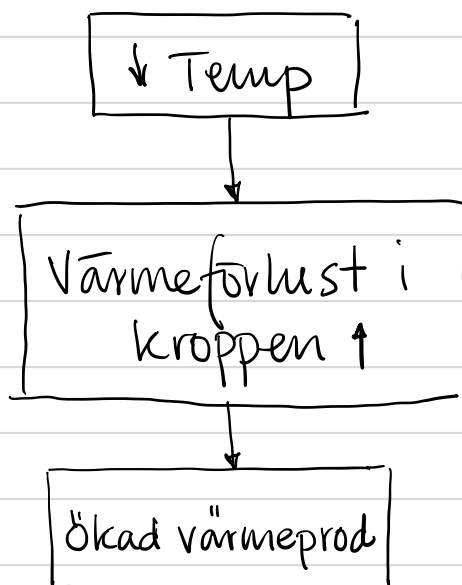 ↓ Temp
Värmeförlust i
kroppen ↑
Ökad värmeprod